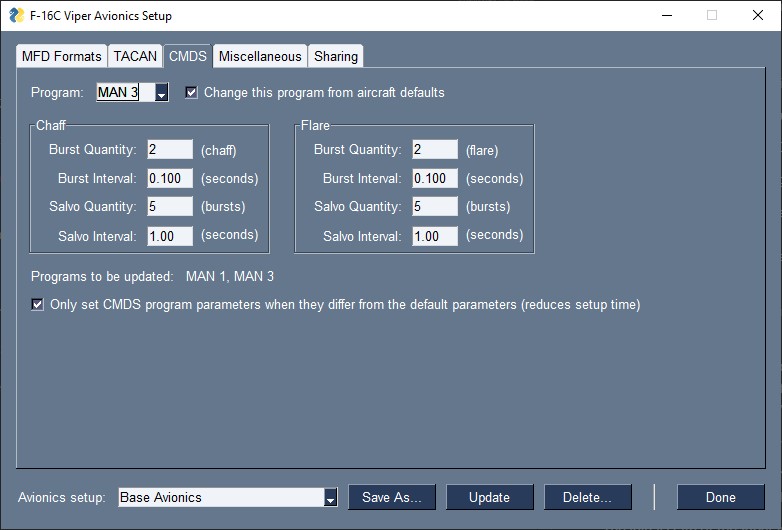 F-16C Viper Avionics Setup
MFD Formats TACAN CMDS Miscellaneous Sharing
Program: MAN 3 Change this program from aircraft defaults
Chaff
Burst Quantity: 2 (chaff)
Burst Interval: 0.100 (seconds)
Salvo Quantity: 5 (bursts)
Salvo Interval: 1.00 (seconds)
Flare
Burst Quantity: 2 (flare)
Burst Interval: 0.100 (seconds)
Salvo Quantity: 5 (bursts)
Salvo Interval: 1.00 (seconds)
Programs to be updated: MAN 1, MAN 3
Only set CMDS program parameters when they differ from the default parameters (reduces setup time)
Avionics setup: Base Avionics Save As... Update Delete... Done